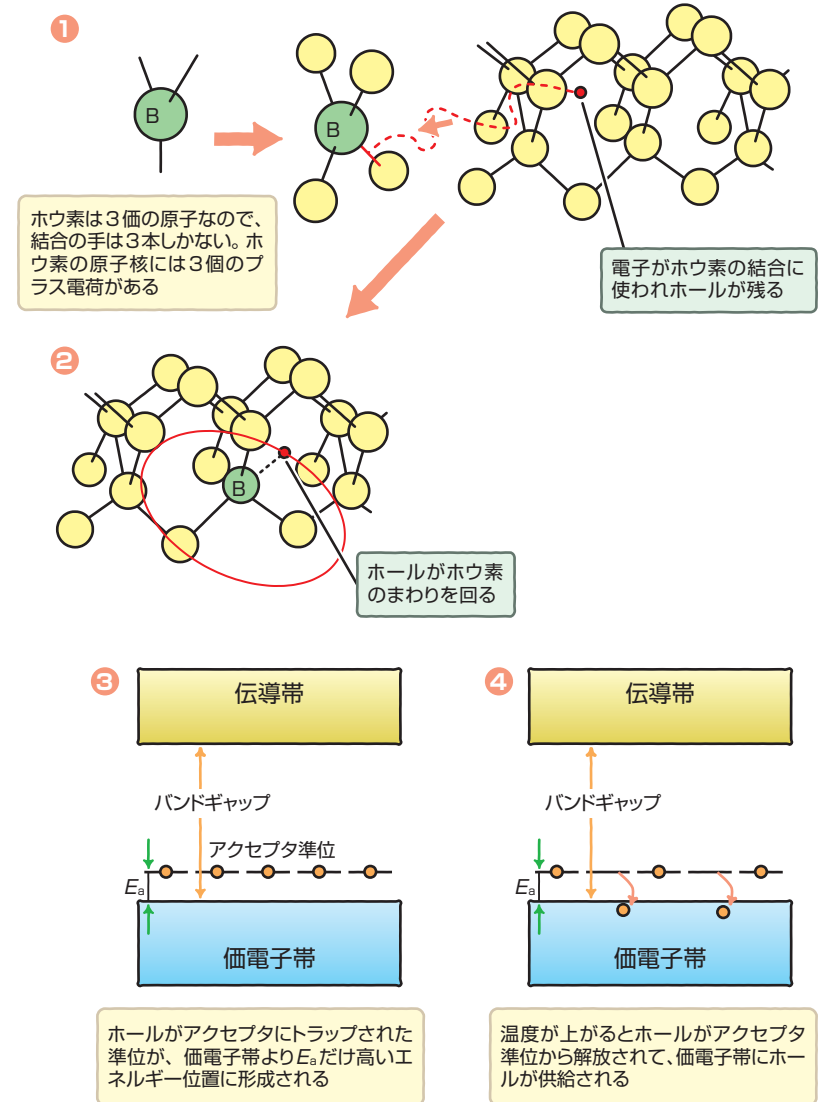 1
B
B
ホウ素は3価の原子なので、
結合の手は3本しかない。ホ
ウ素の原子核には3個のプ
ラス電荷がある
電子がホウ素の結合に
使われホールが残る
2
B
ホールがホウ素
のまわりを回る
3
伝導帯
バンドギャップ
アクセプタ準位
Ea
価電子帯
ホールがアクセプタにトラップされた
準位が、価電子帯よりEaだけ高いエ
ネルギー位置に形成される
4
伝導帯
バンドギャップ
Ea
価電子帯
温度が上がるとホールがアクセプタ
準位から解放されて、価電子帯にホー
ルが供給される